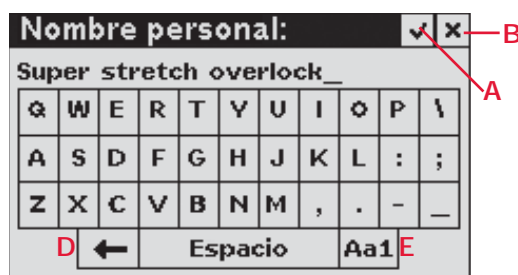 Nombre personal: ✓ × B
Super stretch overlock_ A
Q W E R T Y U I O P \
A S D F G H J K L : ;
Z X C V B N M , . - _
D ← Espacio Aa1 E